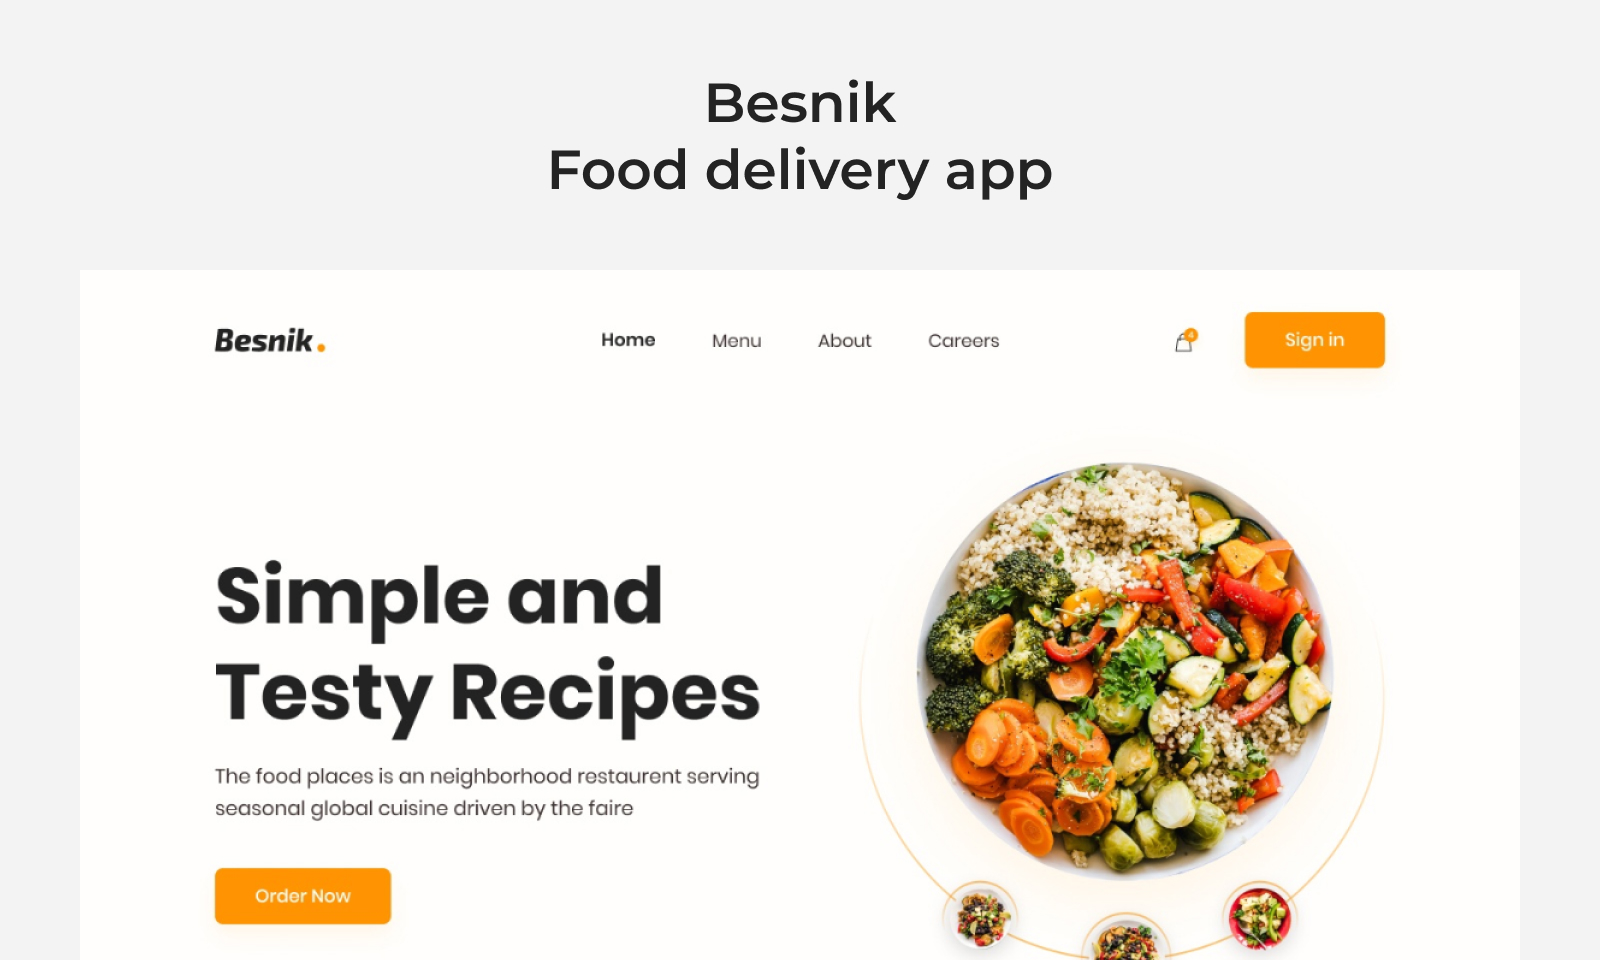 Besnik
Food delivery app
Besnik.
Home Menu About Careers
4
Sign in
Simple and
Testy Recipes
The food places is an neighborhood restaurent serving
seasonal global cuisine driven by the faire
Order Now